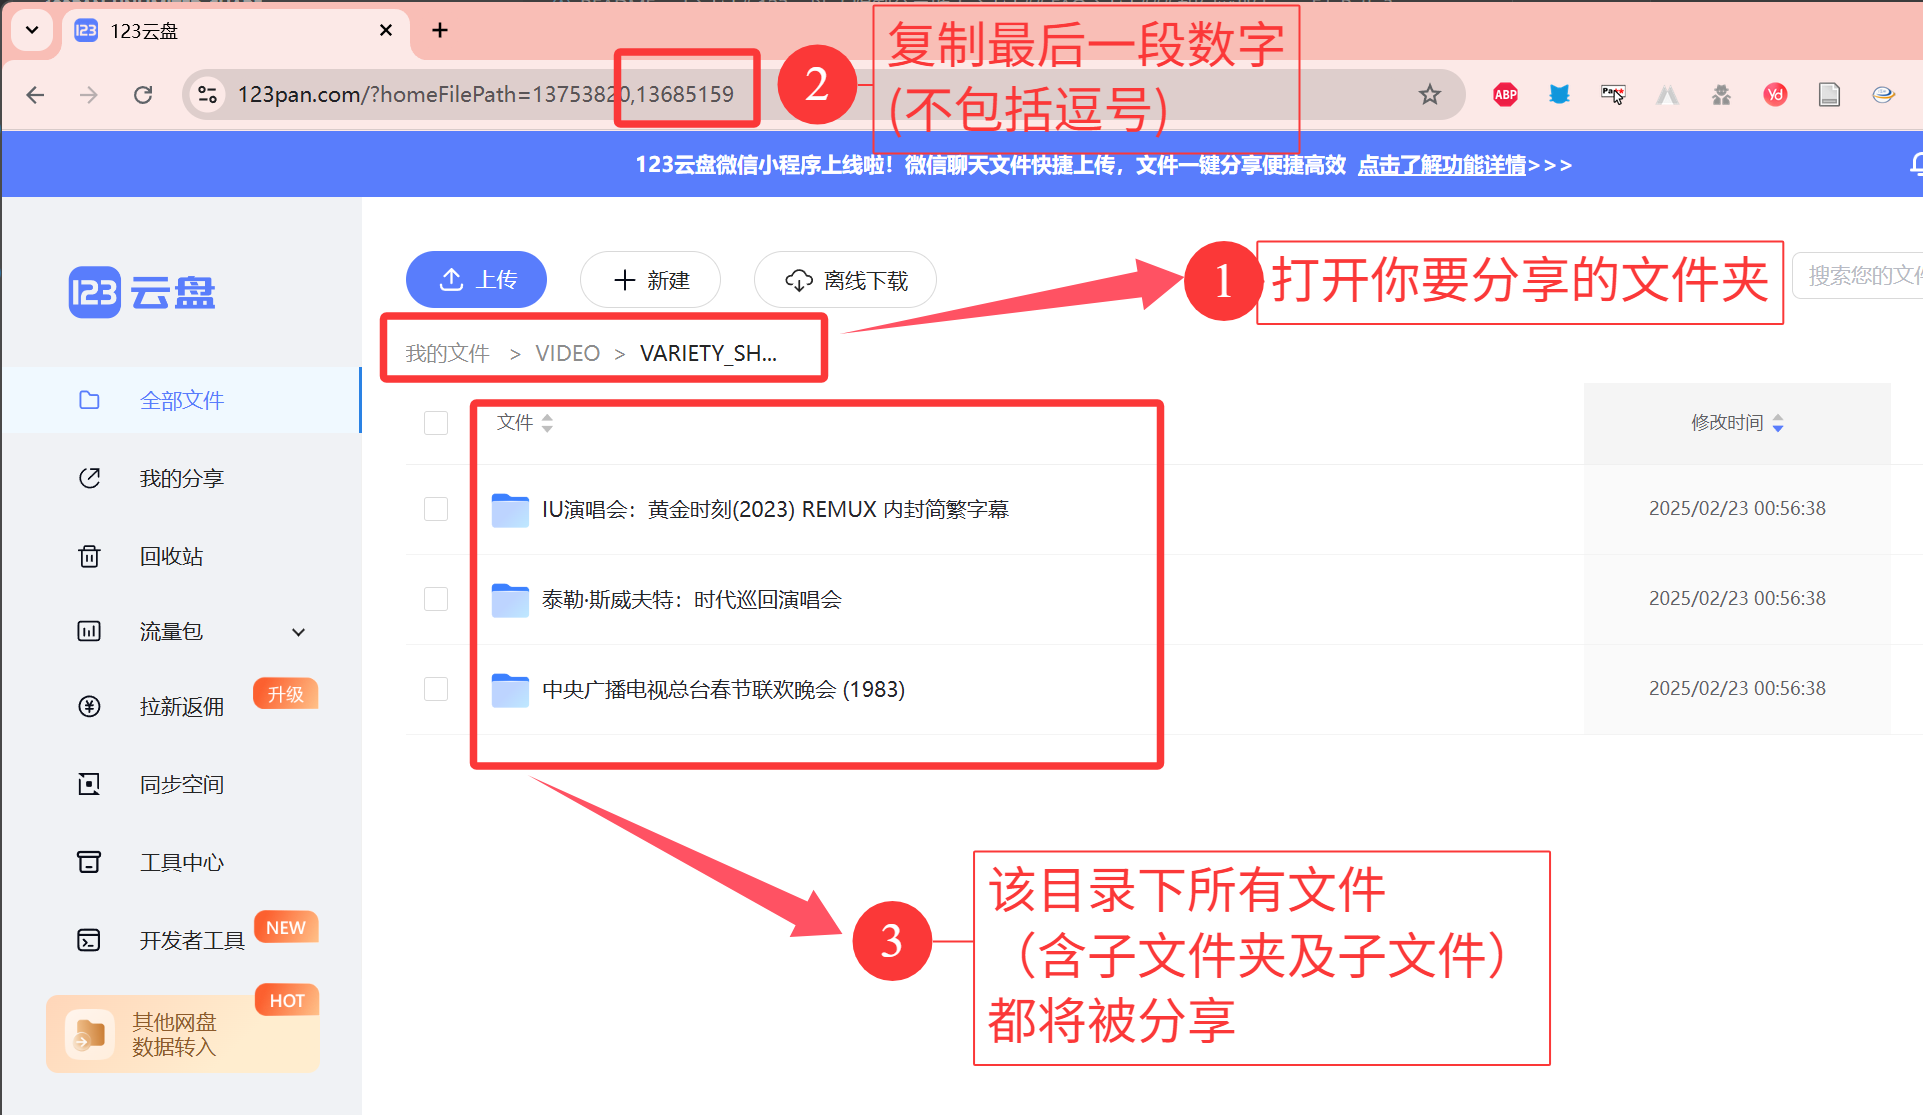 123云盘
复制最后一段数字
(不包括逗号)
2
123pan.com/?homeFilePath=13753820,13685159
ABP
Yd
123云盘微信小程序上线啦！微信聊天文件快捷上传，文件一键分享便捷高效 点击了解功能详情>>>
123云盘
上传
新建
离线下载
1
打开你要分享的文件夹
搜索您的文件
我的文件 > VIDEO > VARIETY_SH...
全部文件
文件
修改时间
我的分享
IU演唱会：黄金时刻(2023) REMUX 内封简繁字幕
2025/02/23 00:56:38
回收站
泰勒·斯威夫特：时代巡回演唱会
2025/02/23 00:56:38
流量包
中央广播电视总台春节联欢晚会 (1983)
2025/02/23 00:56:38
拉新返佣
升级
同步空间
工具中心
开发者工具
NEW
HOT
其他网盘
数据转入
3
该目录下所有文件
（含子文件夹及子文件）
都将被分享